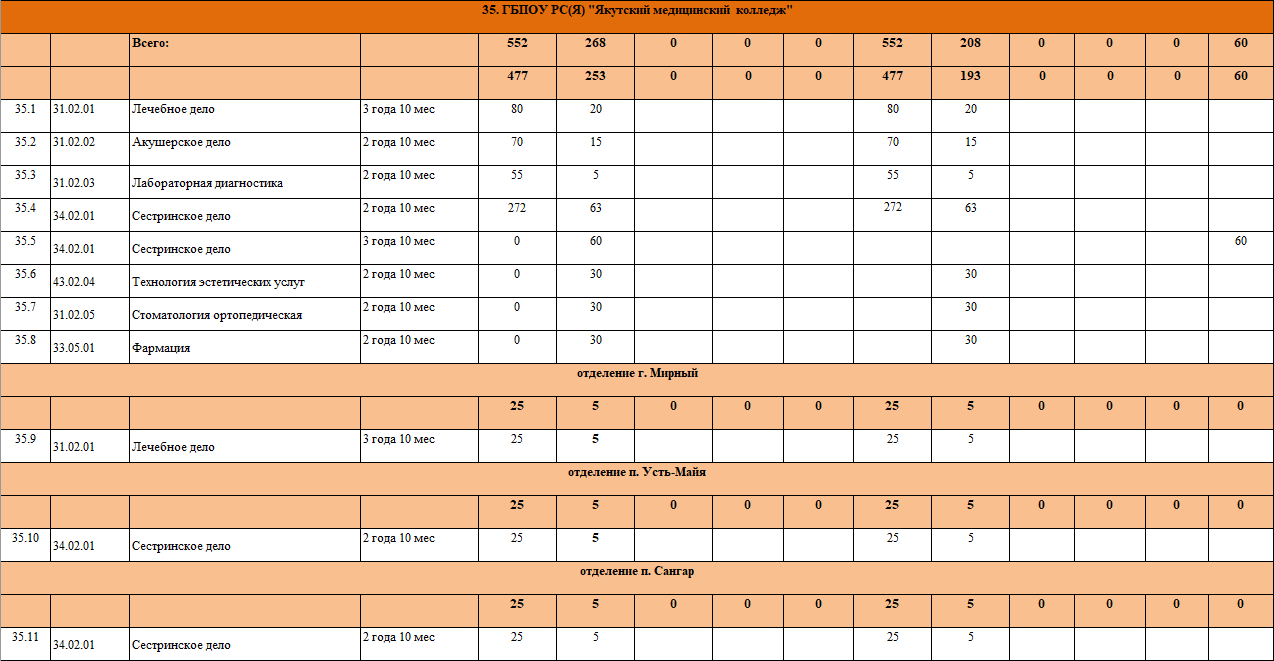 35. ГБПОУ РС(Я) "Якутский медицинский колледж"
Всего: 552 268 0 0 0 552 208 0 0 0 60
477 253 0 0 0 477 193 0 0 0 60
35.1 31.02.01 Лечебное дело 3 года 10 мес 80 20 80 20
35.2 31.02.02 Акушерское дело 2 года 10 мес 70 15 70 15
35.3 31.02.03 Лабораторная диагностика 2 года 10 мес 55 5 55 5
35.4 34.02.01 Сестринское дело 2 года 10 мес 272 63 272 63
35.5 34.02.01 Сестринское дело 3 года 10 мес 0 60 60
35.6 43.02.04 Технология эстетических услуг 2 года 10 мес 0 30 30
35.7 31.02.05 Стоматология ортопедическая 2 года 10 мес 0 30 30
35.8 33.05.01 Фармация 2 года 10 мес 0 30 30
отделение г. Мирный
25 5 0 0 0 25 5 0 0 0 0
35.9 31.02.01 Лечебное дело 3 года 10 мес 25 5 25 5
отделение п. Усть-Майя
25 5 0 0 0 25 5 0 0 0 0
35.10 34.02.01 Сестринское дело 2 года 10 мес 25 5 25 5
отделение п. Сангар
25 5 0 0 0 25 5 0 0 0 0
35.11 34.02.01 Сестринское дело 2 года 10 мес 25 5 25 5